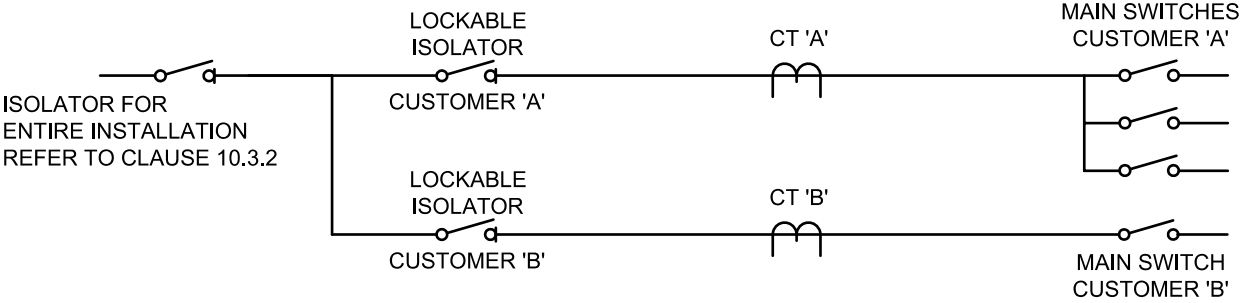 LOCKABLE
ISOLATOR
CUSTOMER 'A'
CT 'A'
MAIN SWITCHES
CUSTOMER 'A'
ISOLATOR FOR
ENTIRE INSTALLATION
REFER TO CLAUSE 10.3.2
LOCKABLE
ISOLATOR
CUSTOMER 'B'
CT 'B'
MAIN SWITCH
CUSTOMER 'B'